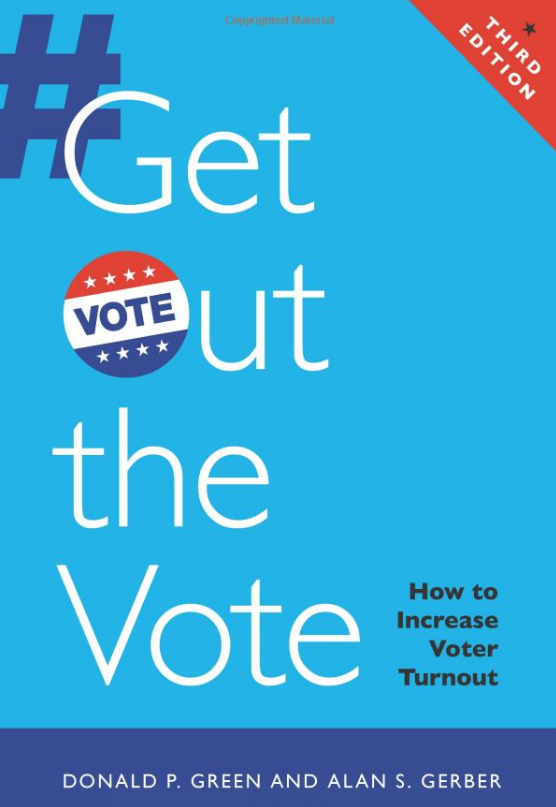 Copyrighted Material
THIRD
EDITION
#Get
VOTE
ut
the
Vote
How to
Increase
Voter
Turnout
DONALD P. GREEN AND ALAN S. GERBER